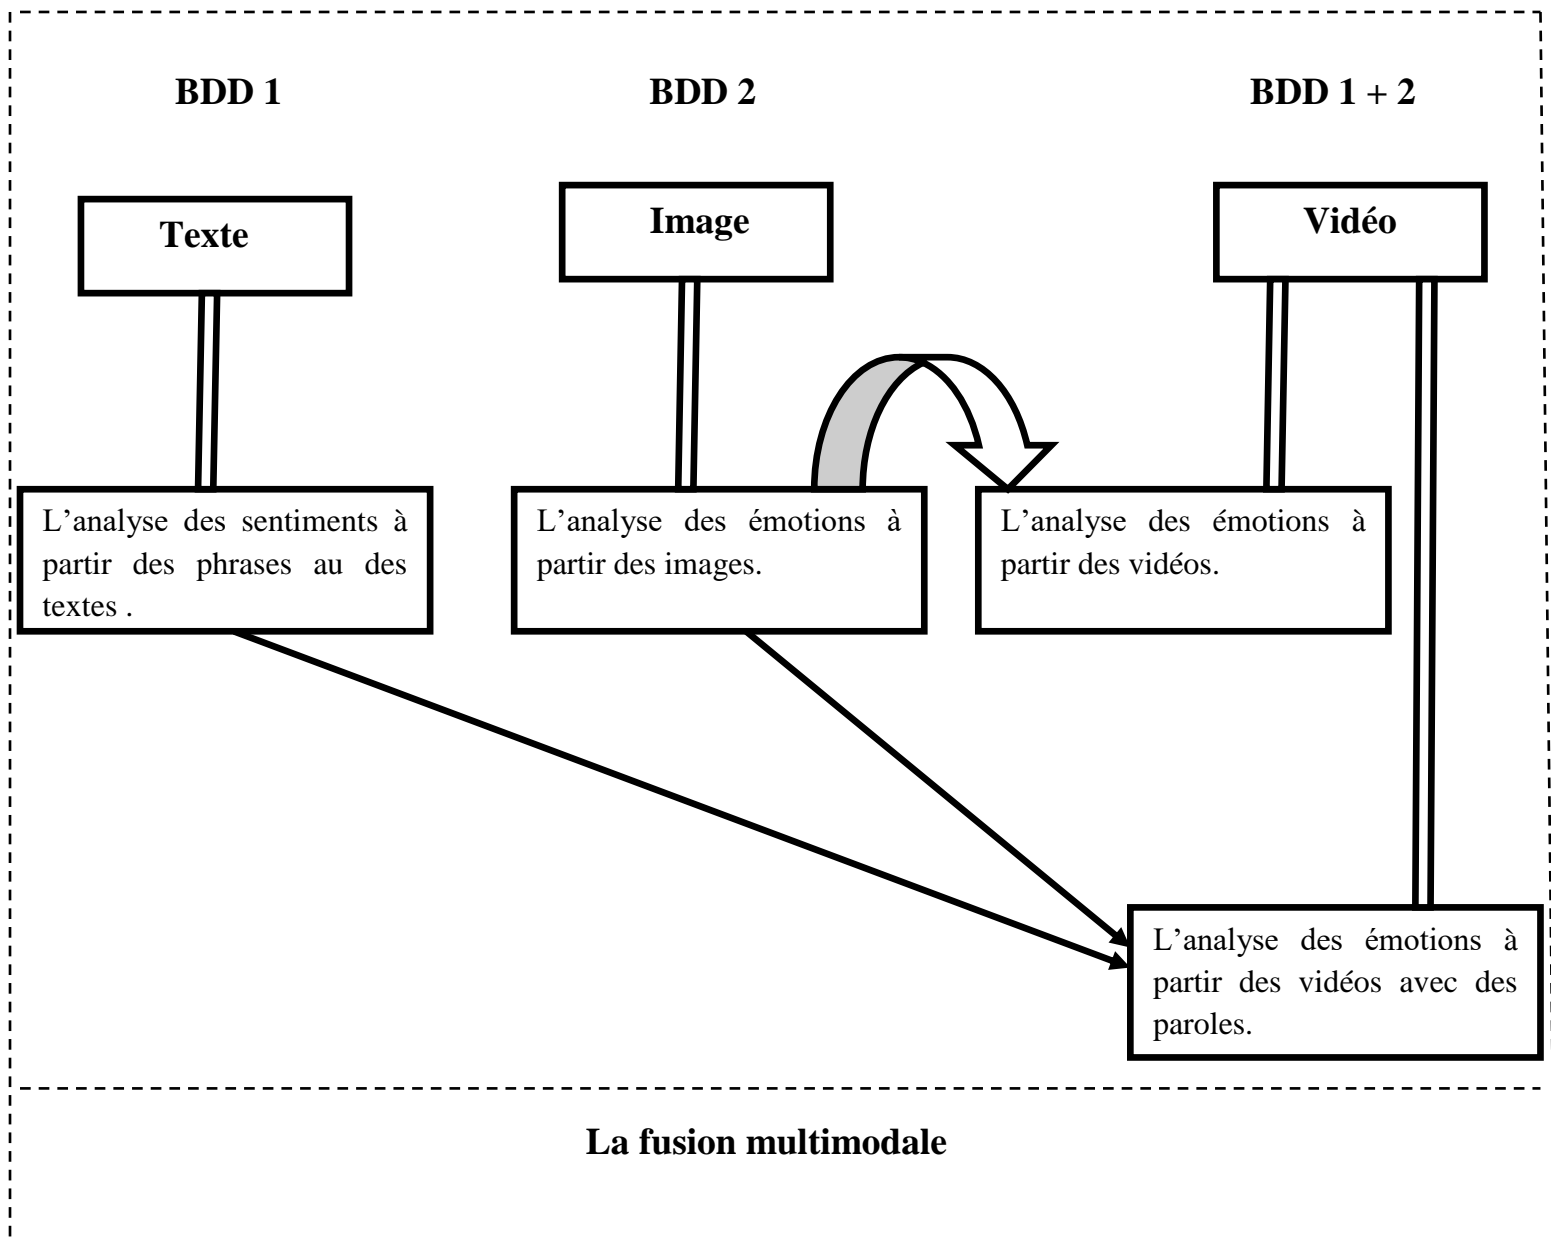 BDD 1
BDD 2
BDD 1 + 2
Texte
Image
Vidéo
L’analyse des sentiments à
partir des phrases au des
textes .
L’analyse des émotions à
partir des images.
L’analyse des émotions à
partir des vidéos.
L’analyse des émotions à
partir des vidéos avec des
paroles.
La fusion multimodale